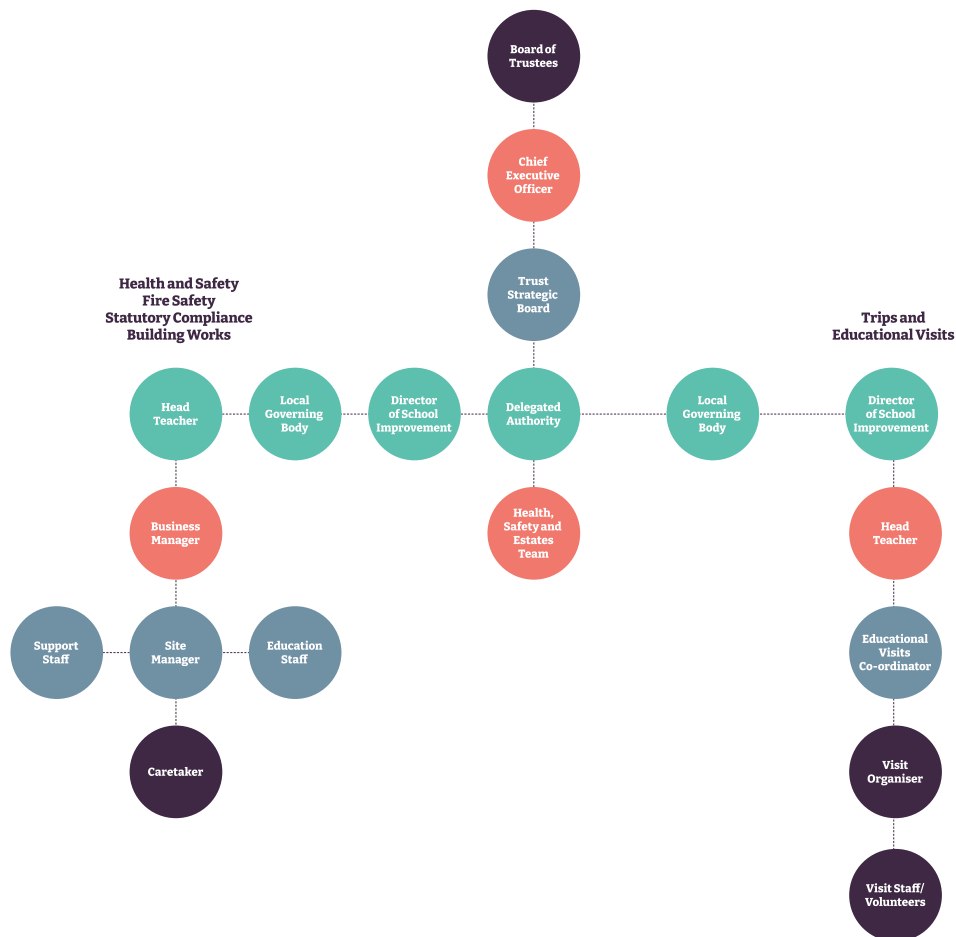 Board of
Trustees
Chief
Executive
Officer
Trust
Strategic
Board
Health and Safety
Fire Safety
Statutory Compliance
Building Works
Trips and
Educational Visits
Head
Teacher
Local
Governing
Body
Director
of School
Improvement
Delegated
Authority
Local
Governing
Body
Director
of School
Improvement
Business
Manager
Health,
Safety and
Estates
Team
Head
Teacher
Support
Staff
Site
Manager
Education
Staff
Educational
Visits
Co-ordinator
Caretaker
Visit
Organiser
Visit Staff/
Volunteers